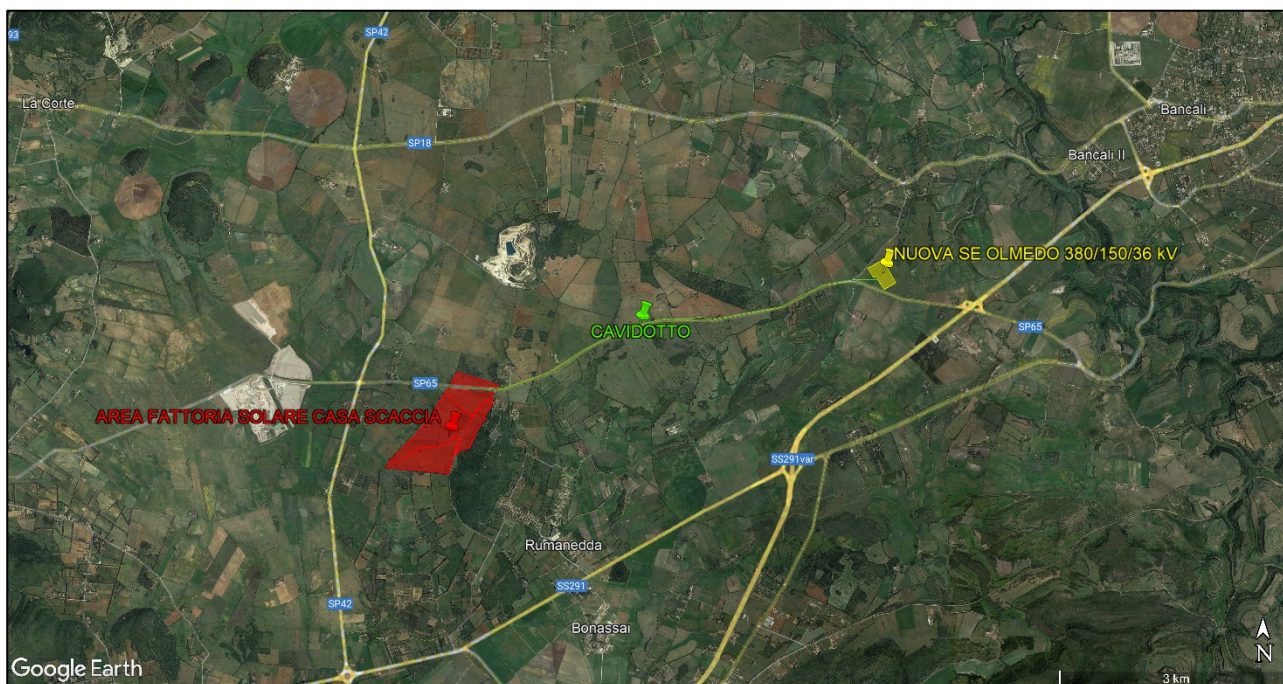 93
SP42
La Corte
SP18
Bancali
Bancali II
NUOVA SE OLMEDO 380/150/36 kV
CAVIDOTTO
SP65
SP65
AREA FATTORIA SOLARE CASA SCACCIA
SS291var
Rumanedda
SS291
SP42
Bonassai
N
Google Earth
3 km